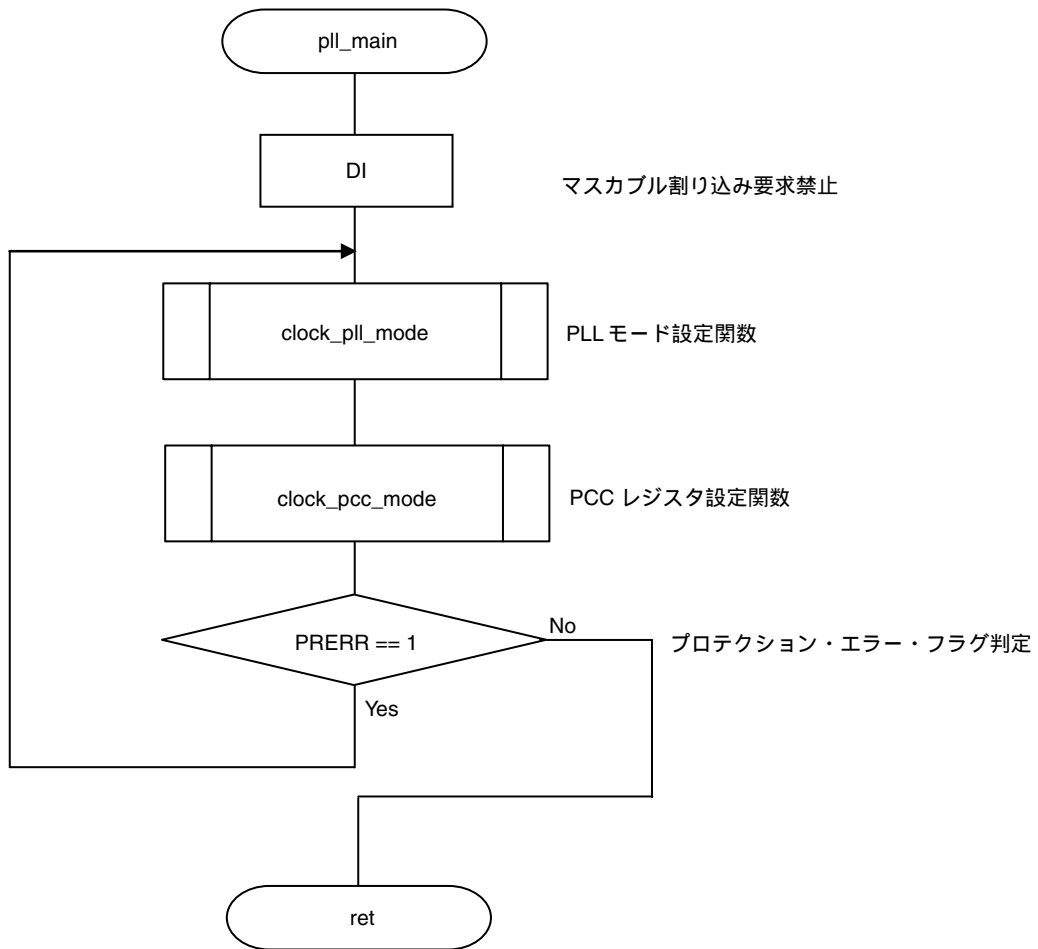 pll_main
DI
マスカブル割り込み要求禁止
clock_pll_mode
PLL モード設定関数
clock_pcc_mode
PCC レジスタ設定関数
PRERR == 1
No
プロテクション・エラー・フラグ判定
Yes
ret